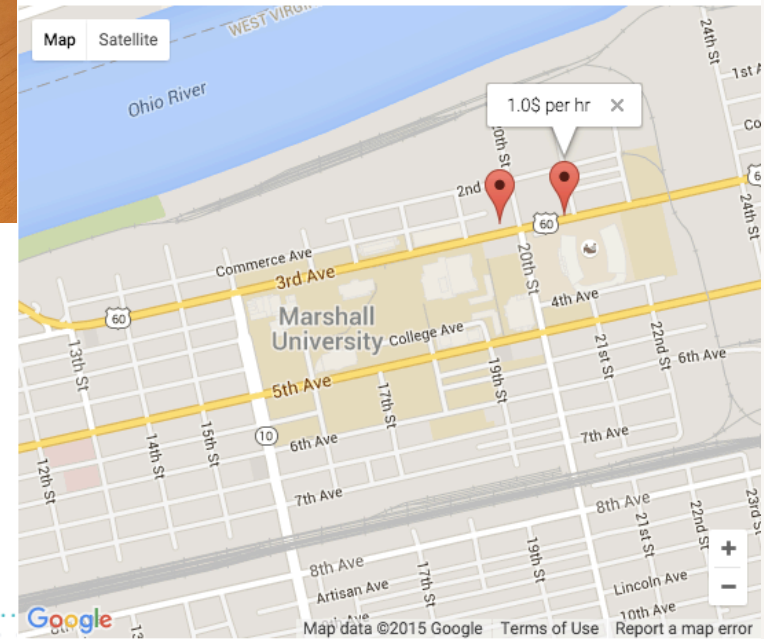 Map Satellite
WEST VIRGIN
Ohio River
24th St
1st A
1.0$ per hr ×
20th St
Co
2nd
60
6
24th St
Commerce Ave
3rd Ave
60
20th St
4th Ave
Marshall
University
College Ave
13th St
21st St
22nd St
6th Ave
5th Ave
17th St
19th St
10
15th St
14th St
6th Ave
7th Ave
12th St
7th Ave
8th Ave
23rd St
22nd St
21st St
19th St
8th Ave
17th St
Artisan Ave
Lincoln Ave
10th Ave
+
−
Google
13
Map data ©2015 Google Terms of Use Report a map error